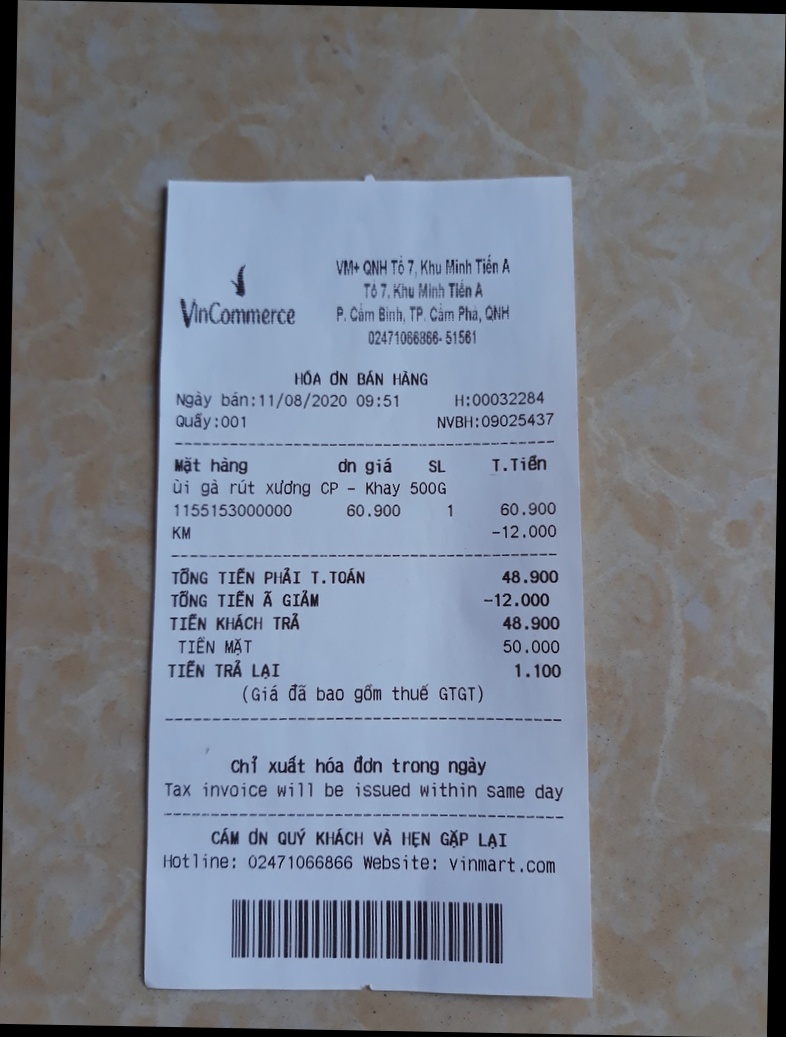 VinCommerce
VM+ QNH Tổ 7, Khu Minh Tiến A
Tổ 7, Khu Minh Tiến A
P. Cẩm Bình, TP. Cẩm Phả, QNH
02471066866-51561
HÓA ƠN BÁN HÀNG
Ngày bán:11/08/2020 09:51 H:00032284
Quầy:001 NVBH:09025437
Mặt hàng ơn giá SL T.Tiền
ùi gà rút xương CP - Khay 500G
1155153000000 60.900 1 60.900
KM -12.000
TỔNG TIỀN PHẢI T.TOÁN 48.900
TỔNG TIỀN Ã GIẢM -12.000
TIỀN KHÁCH TRẢ 48.900
TIỀN MẶT 50.000
TIỀN TRẢ LẠI 1.100
(Giá đã bao gồm thuế GTGT)
Chỉ xuất hóa đơn trong ngày
Tax invoice will be issued within same day
CẢM ƠN QUÝ KHÁCH VÀ HẸN GẶP LẠI
Hotline: 02471066866 Website: vinmart.com